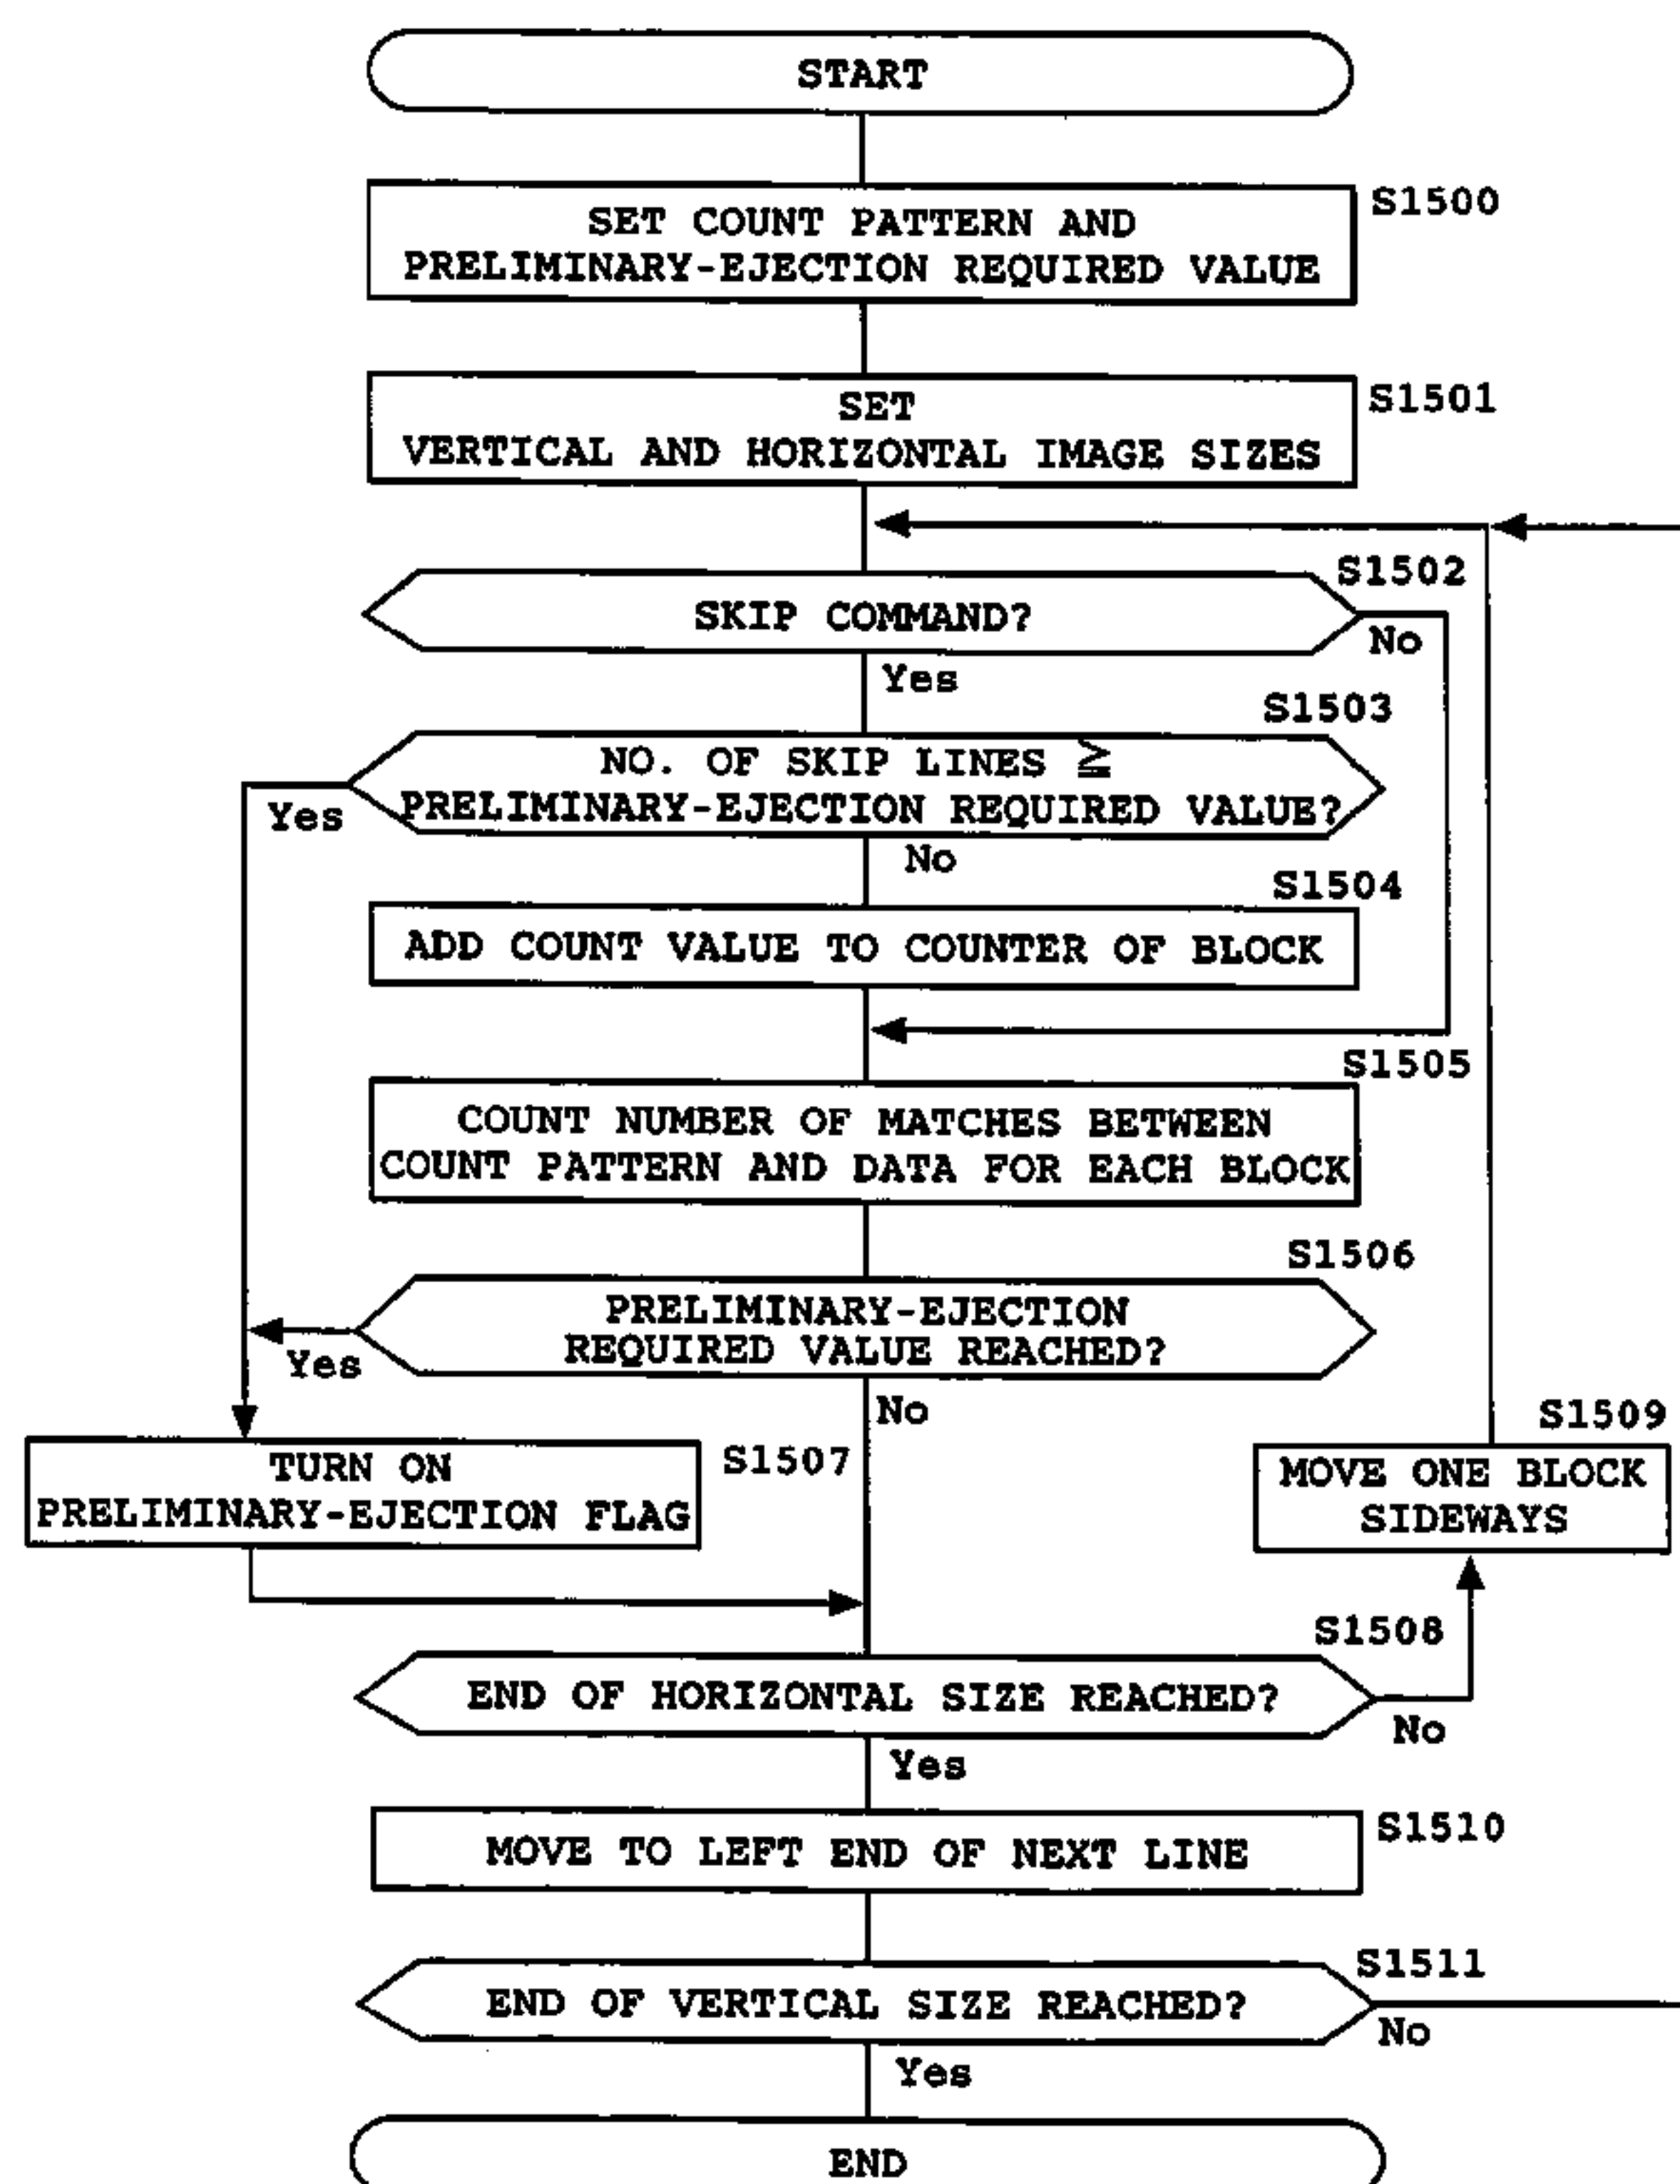 START
S1500
SET COUNT PATTERN AND
PRELIMINARY-EJECTION REQUIRED VALUE
S1501
SET
VERTICAL AND HORIZONTAL IMAGE SIZES
S1502
SKIP COMMAND?
No
Yes
S1503
NO. OF SKIP LINES ≧
PRELIMINARY-EJECTION REQUIRED VALUE?
Yes
No
S1504
ADD COUNT VALUE TO COUNTER OF BLOCK
S1505
COUNT NUMBER OF MATCHES BETWEEN
COUNT PATTERN AND DATA FOR EACH BLOCK
S1506
PRELIMINARY-EJECTION
REQUIRED VALUE REACHED?
Yes
No
S1507
TURN ON
PRELIMINARY-EJECTION FLAG
S1509
MOVE ONE BLOCK
SIDEWAYS
S1508
END OF HORIZONTAL SIZE REACHED?
No
Yes
S1510
MOVE TO LEFT END OF NEXT LINE
S1511
END OF VERTICAL SIZE REACHED?
No
Yes
END